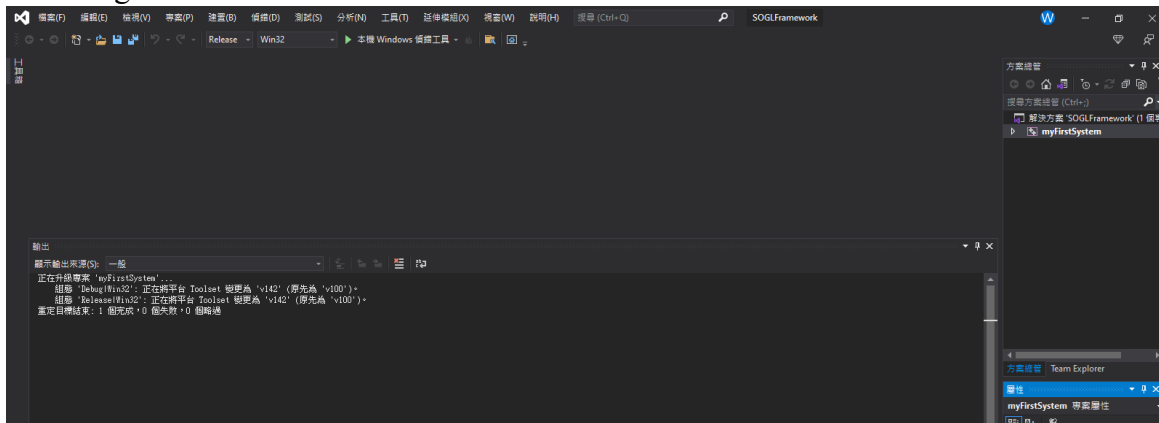 檔案(F) 編輯(E) 檢視(V) 專案(P) 建置(B) 偵錯(D) 測試(S) 分析(N) 工具(T) 延伸模組(X) 視窗(W) 說明(H) 搜尋 (Ctrl+Q) SOGLFramework W
Release Win32 本機 Windows 偵錯工具
工具箱
方案總管
搜尋方案總管 (Ctrl+;)
解決方案 'SOGLFramework' (1 個專
myFirstSystem
輸出
顯示輸出來源(S): 一般
正在升級專案 'myFirstSystem'...
組態 'Debug|Win32': 正在將平台 Toolset 變更為 'v142' (原先為 'v100')。
組態 'Release|Win32': 正在將平台 Toolset 變更為 'v142' (原先為 'v100')。
重定目標結束: 1 個完成，0 個失敗，0 個略過
方案總管 Team Explorer
屬性
myFirstSystem 專案屬性